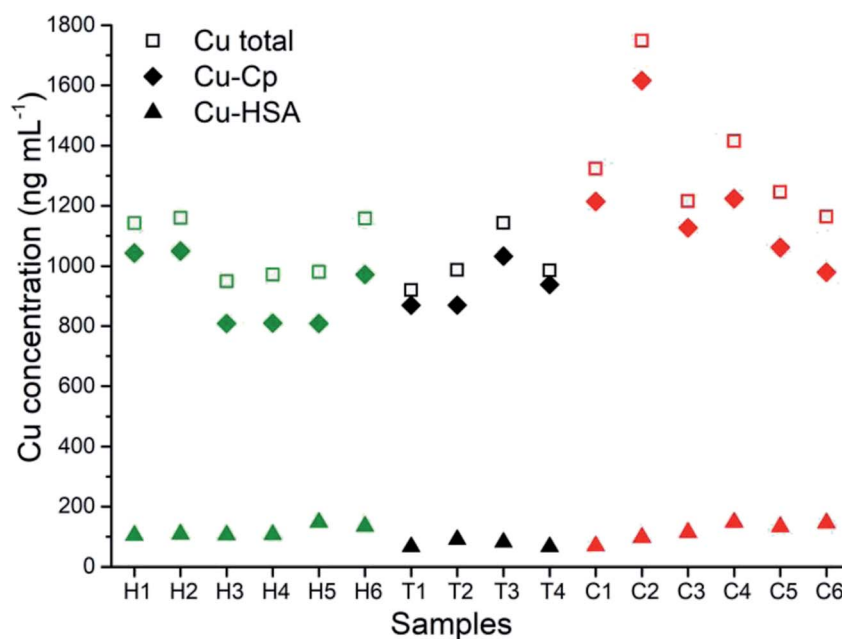 1800
1600
1400
1200
1000
800
600
400
200
0
Cu concentration (ng mL⁻¹)
Cu total
Cu-Cp
Cu-HSA
H1 H2 H3 H4 H5 H6 T1 T2 T3 T4 C1 C2 C3 C4 C5 C6
Samples